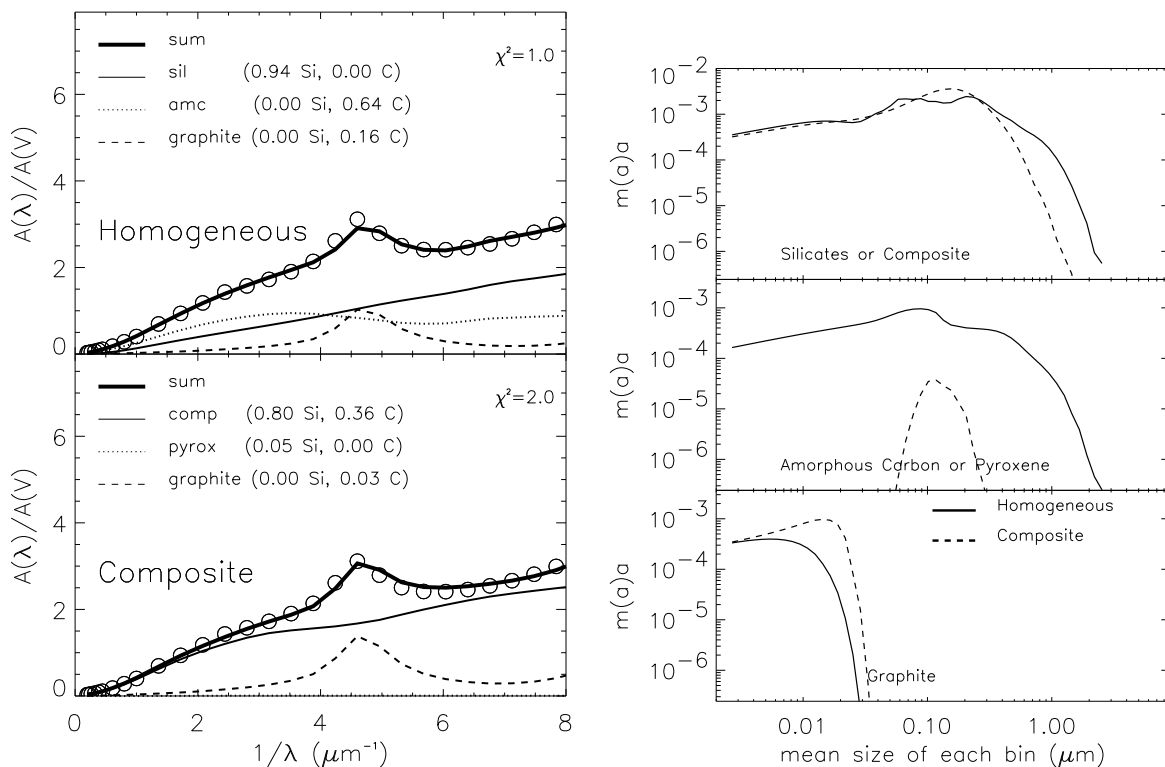 sum
χ²=1.0
sil (0.94 Si, 0.00 C)
amc (0.00 Si, 0.64 C)
graphite (0.00 Si, 0.16 C)
6
4
2
0
A(λ)/A(V)
Homogeneous
sum
χ²=2.0
comp (0.80 Si, 0.36 C)
pyrox (0.05 Si, 0.00 C)
graphite (0.00 Si, 0.03 C)
6
4
2
0
A(λ)/A(V)
Composite
0 2 4 6 8
1/λ (μm⁻¹)
10⁻²
10⁻³
10⁻⁴
10⁻⁵
10⁻⁶
m(a)a
Silicates or Composite
10⁻³
10⁻⁴
10⁻⁵
10⁻⁶
m(a)a
Amorphous Carbon or Pyroxene
10⁻³
10⁻⁴
10⁻⁵
10⁻⁶
m(a)a
Homogeneous
Composite
Graphite
0.01 0.10 1.00
mean size of each bin (μm)